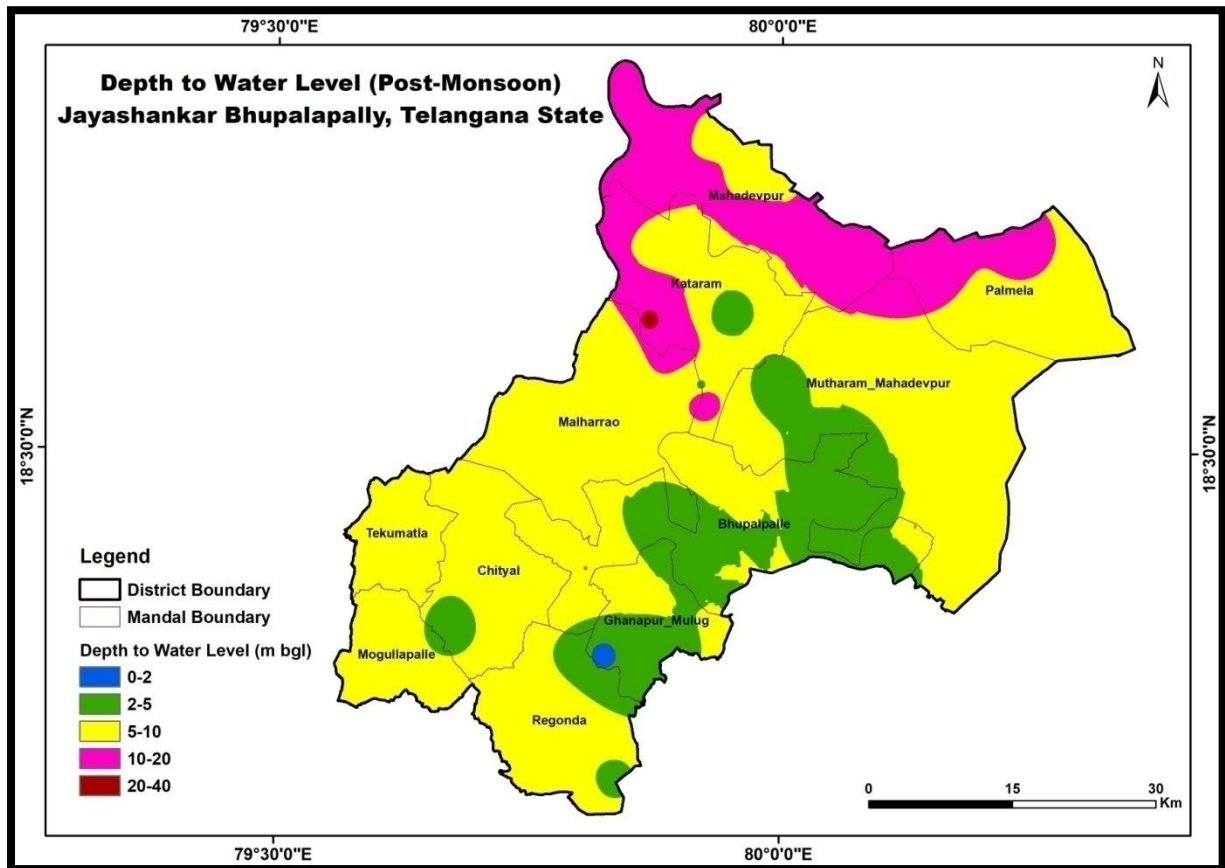 79°30'0"E
80°0'0"E
Depth to Water Level (Post-Monsoon)
Jayashankar Bhupalapally, Telangana State
N
Mahadevpur
Kataram
Palmela
Mutharam_Mahadevpur
Malharrao
18°30'0"N
18°30'0"N
Bhupalpalle
Tekumatla
Chityal
Ghanapur_Mulug
Mogullapalle
Regonda
Legend
District Boundary
Mandal Boundary
Depth to Water Level (m bgl)
0-2
2-5
5-10
10-20
20-40
0 15 30
Km
79°30'0"E
80°0'0"E